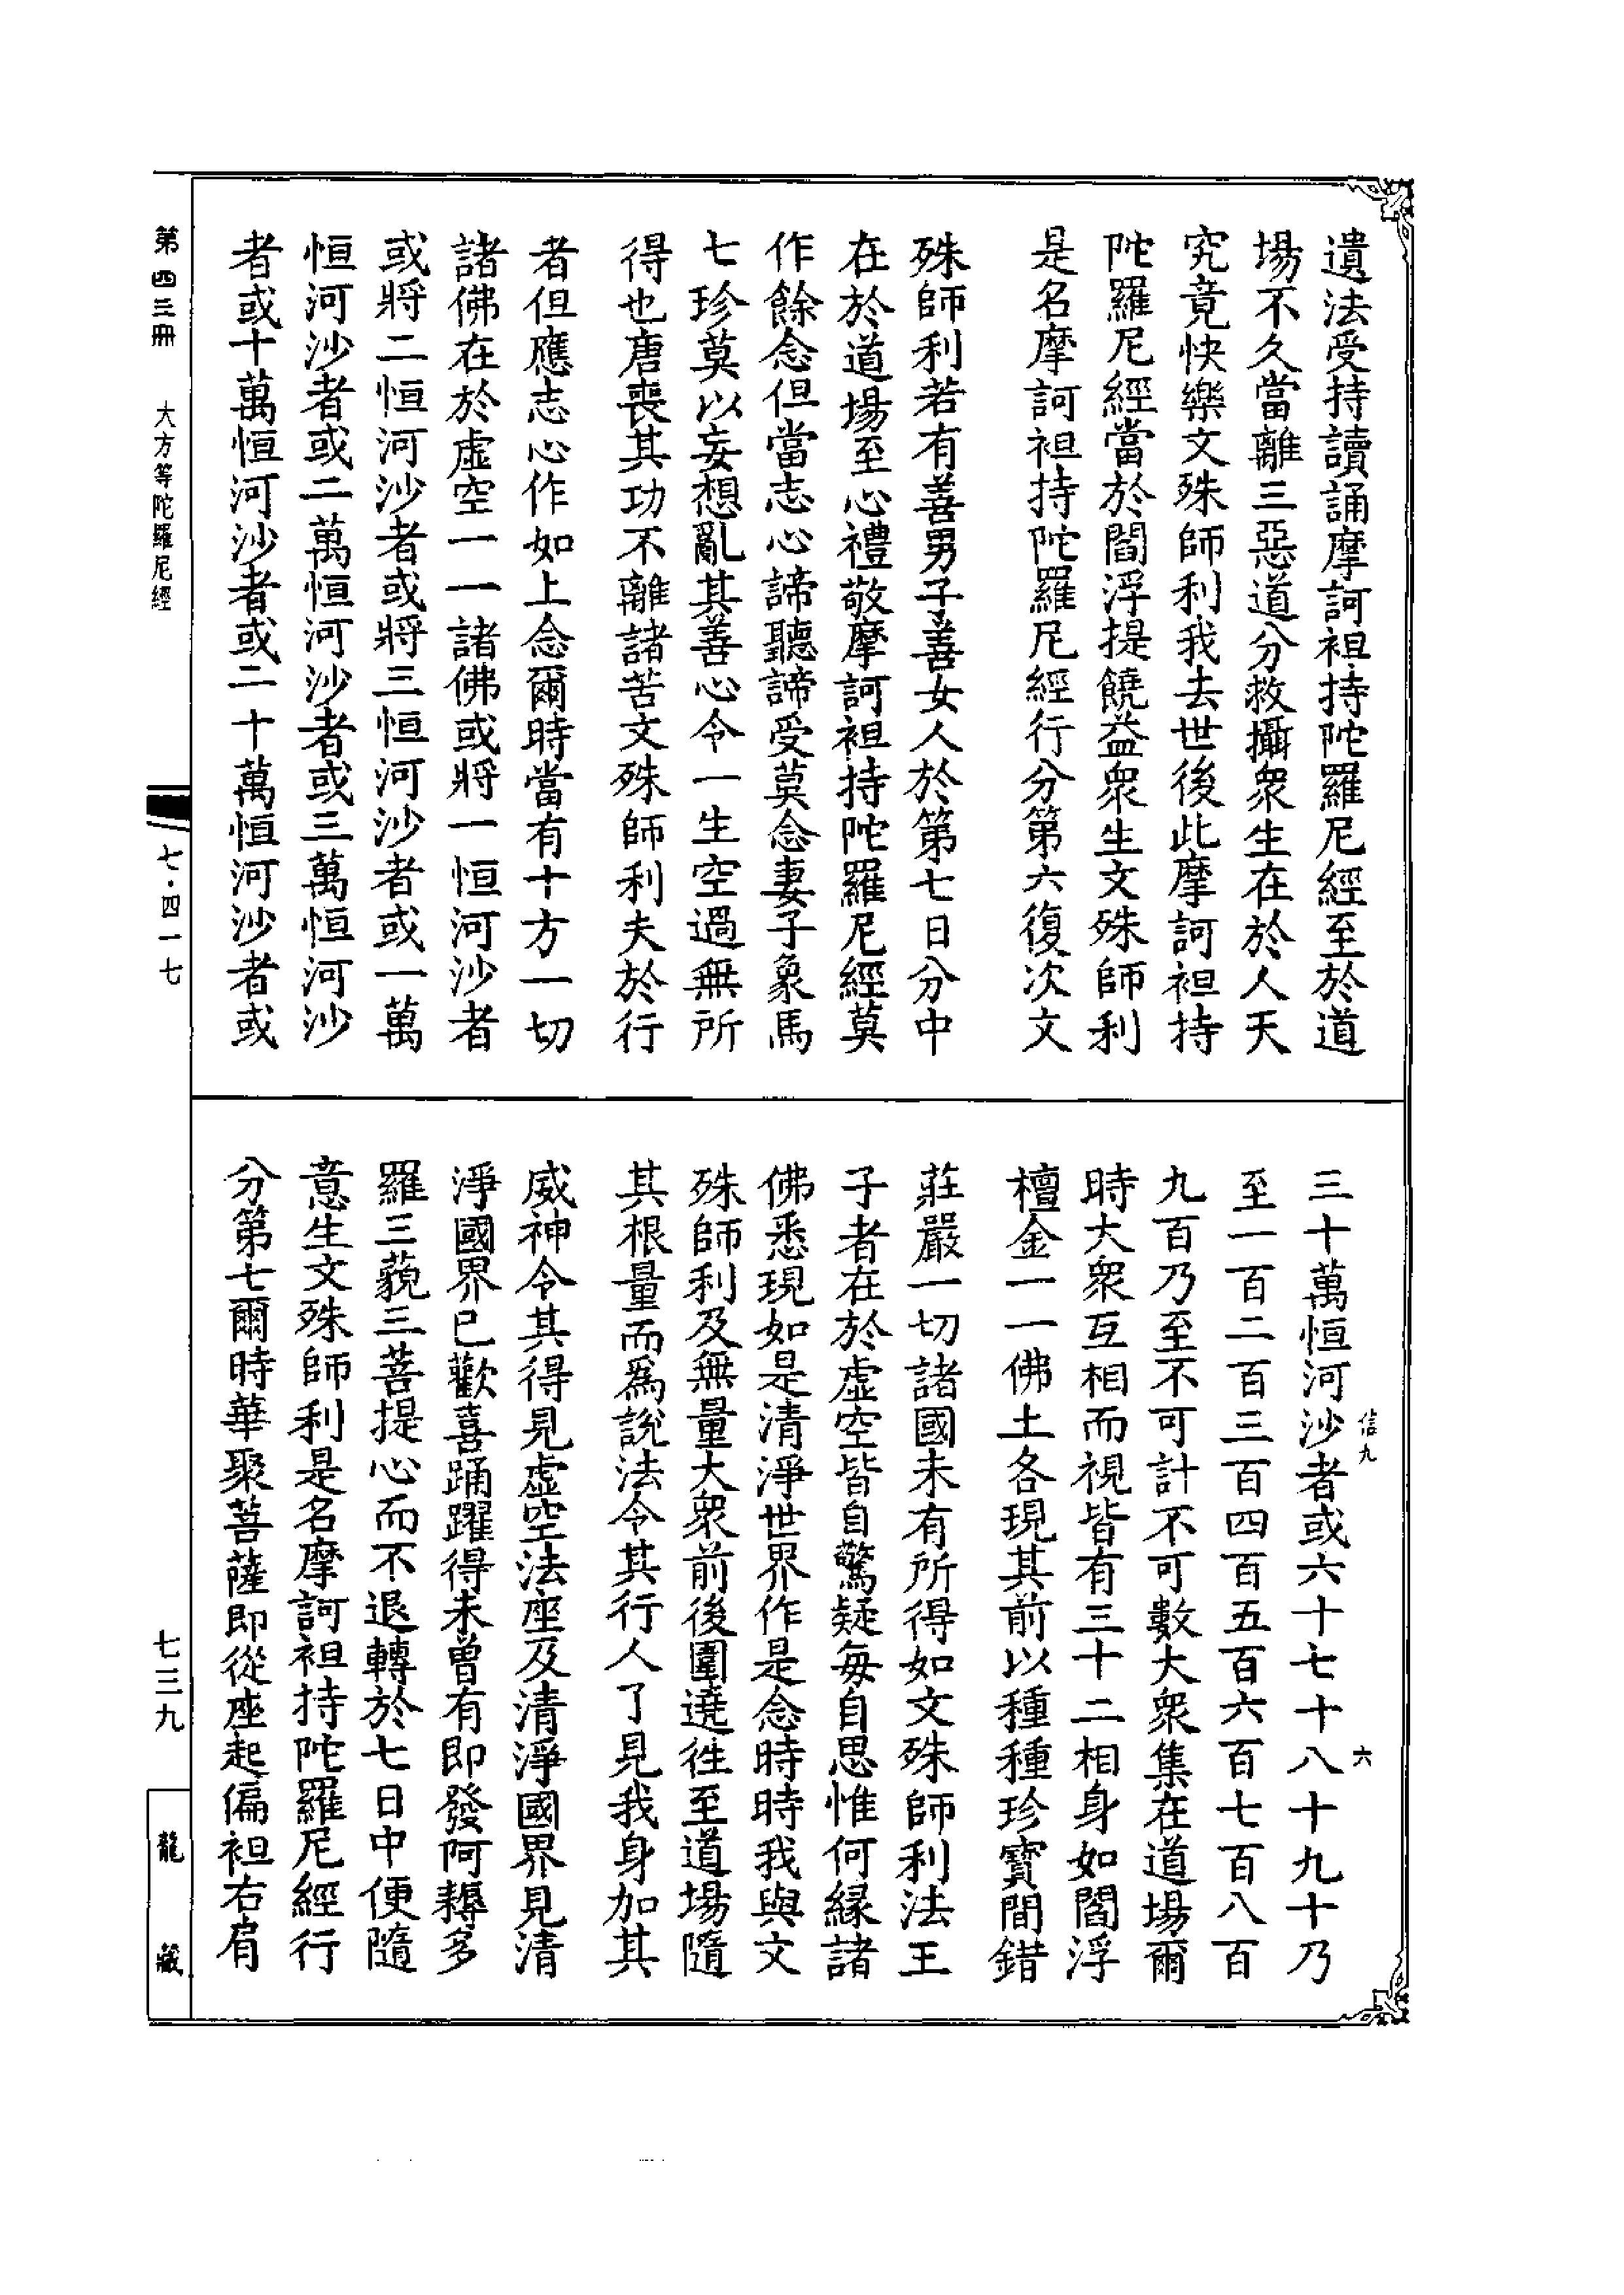 遺法受持讀誦摩訶袒持陀羅尼經至於道
場不久當離三惡道分救攝衆生在於人天
究竟快樂文殊師利我去世後此摩訶袒持
陀羅尼經當於閻浮提饒益衆生文殊師利
是名摩訶袒持陀羅尼經行分第六復次文
殊師利若有善男子善女人於第七日分中
在於道場至心禮敬摩訶袒持陀羅尼經莫
作餘念但當志心諦聽諦受莫念妻子象馬
七珍莫以妄想亂其善心令一生空過無所
得也唐喪其功不離諸苦文殊師利夫於行
者但應志心作如上念爾時當有十方一切
諸佛在於虛空一一諸佛或將一恒河沙者
或將二恒河沙者或將三恒河沙者或一萬
恒河沙者或二萬恒河沙者或三萬恒河沙
者或十萬恒河沙者或二十萬恒河沙者或
信九
六
三十萬恒河沙者或六十七十八十九十乃
至一百二百三百四百五百六百七百八百
九百乃至不可計不可數大衆集在道場爾
時大衆互相而視皆有三十二相身如閻浮
檀金一一佛土各現其前以種種珍寶間錯
莊嚴一切諸國未有所得如文殊師利法王
子者在於虛空皆自驚疑每自思惟何緣諸
佛悉現如是清淨世界作是念時時我與文
殊師利及無量大衆前後圍遶徃至道場隨
其根量而爲說法令其行人了見我身加其
威神令其得見虛空法座及清淨國界見清
淨國界已歡喜踊躍得未曾有即發阿耨多
羅三藐三菩提心而不退轉於七日中便隨
意生文殊師利是名摩訶袒持陀羅尼經行
分第七爾時華聚菩薩即從座起偏袒右肩
第四三冊
大方等陀羅尼經
七·四一七
七三九
龍藏